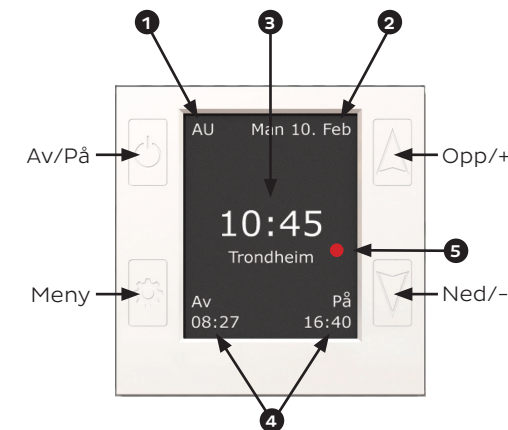 1 3 2
AU Man 10. Feb
Av/På Opp/+
10:45
5
Trondheim
Meny Ned/-
Av På
08:27 16:40
4